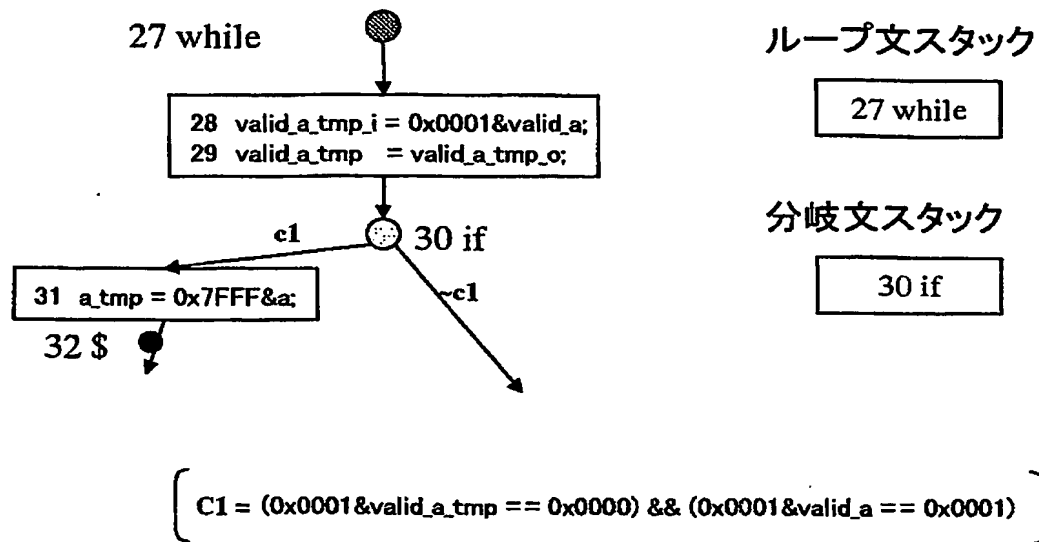 27 while
ループ文スタック
27 while
28 valid_a_tmp_i = 0x0001&valid_a;
29 valid_a_tmp = valid_a_tmp_o;
分岐文スタック
30 if
c1
30 if
~c1
31 a_tmp = 0x7FFF&a;
32 $
C1 = (0x0001&valid_a_tmp == 0x0000) && (0x0001&valid_a == 0x0001)